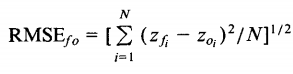 RMSE_{fo} = [ \sum_{i=1}^{N} (z_{f_i} - z_{o_i})^2 / N ]^{1/2}